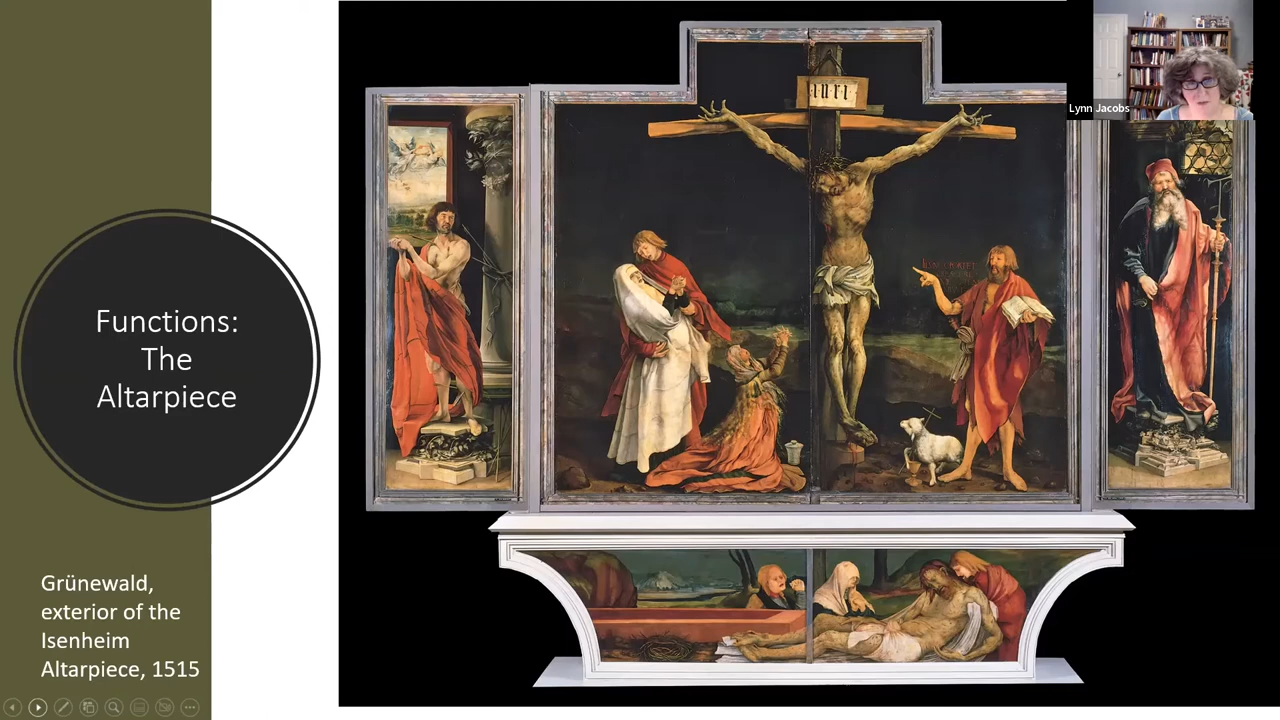 Functions:
The
Altarpiece
Grünewald,
exterior of the
Isenheim
Altarpiece, 1515
INRI
Lynn Jacobs